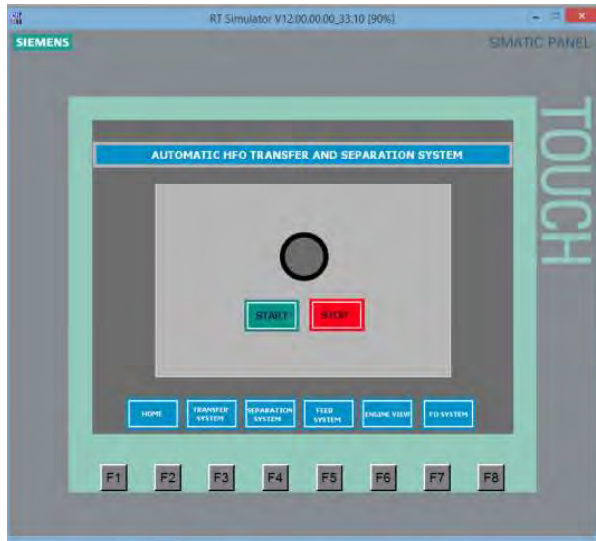 RT Simulator V12.00.00.00_33.10 [90%]
SIEMENS
SIMATIC PANEL
TOUCH
AUTOMATIC HFO TRANSFER AND SEPARATION SYSTEM
START STOP
HOME
TRANSFER
SYSTEM
SEPARATION
SYSTEM
FEED
SYSTEM
ENGINE VIEW
FO SYSTEM
F1 F2 F3 F4 F5 F6 F7 F8